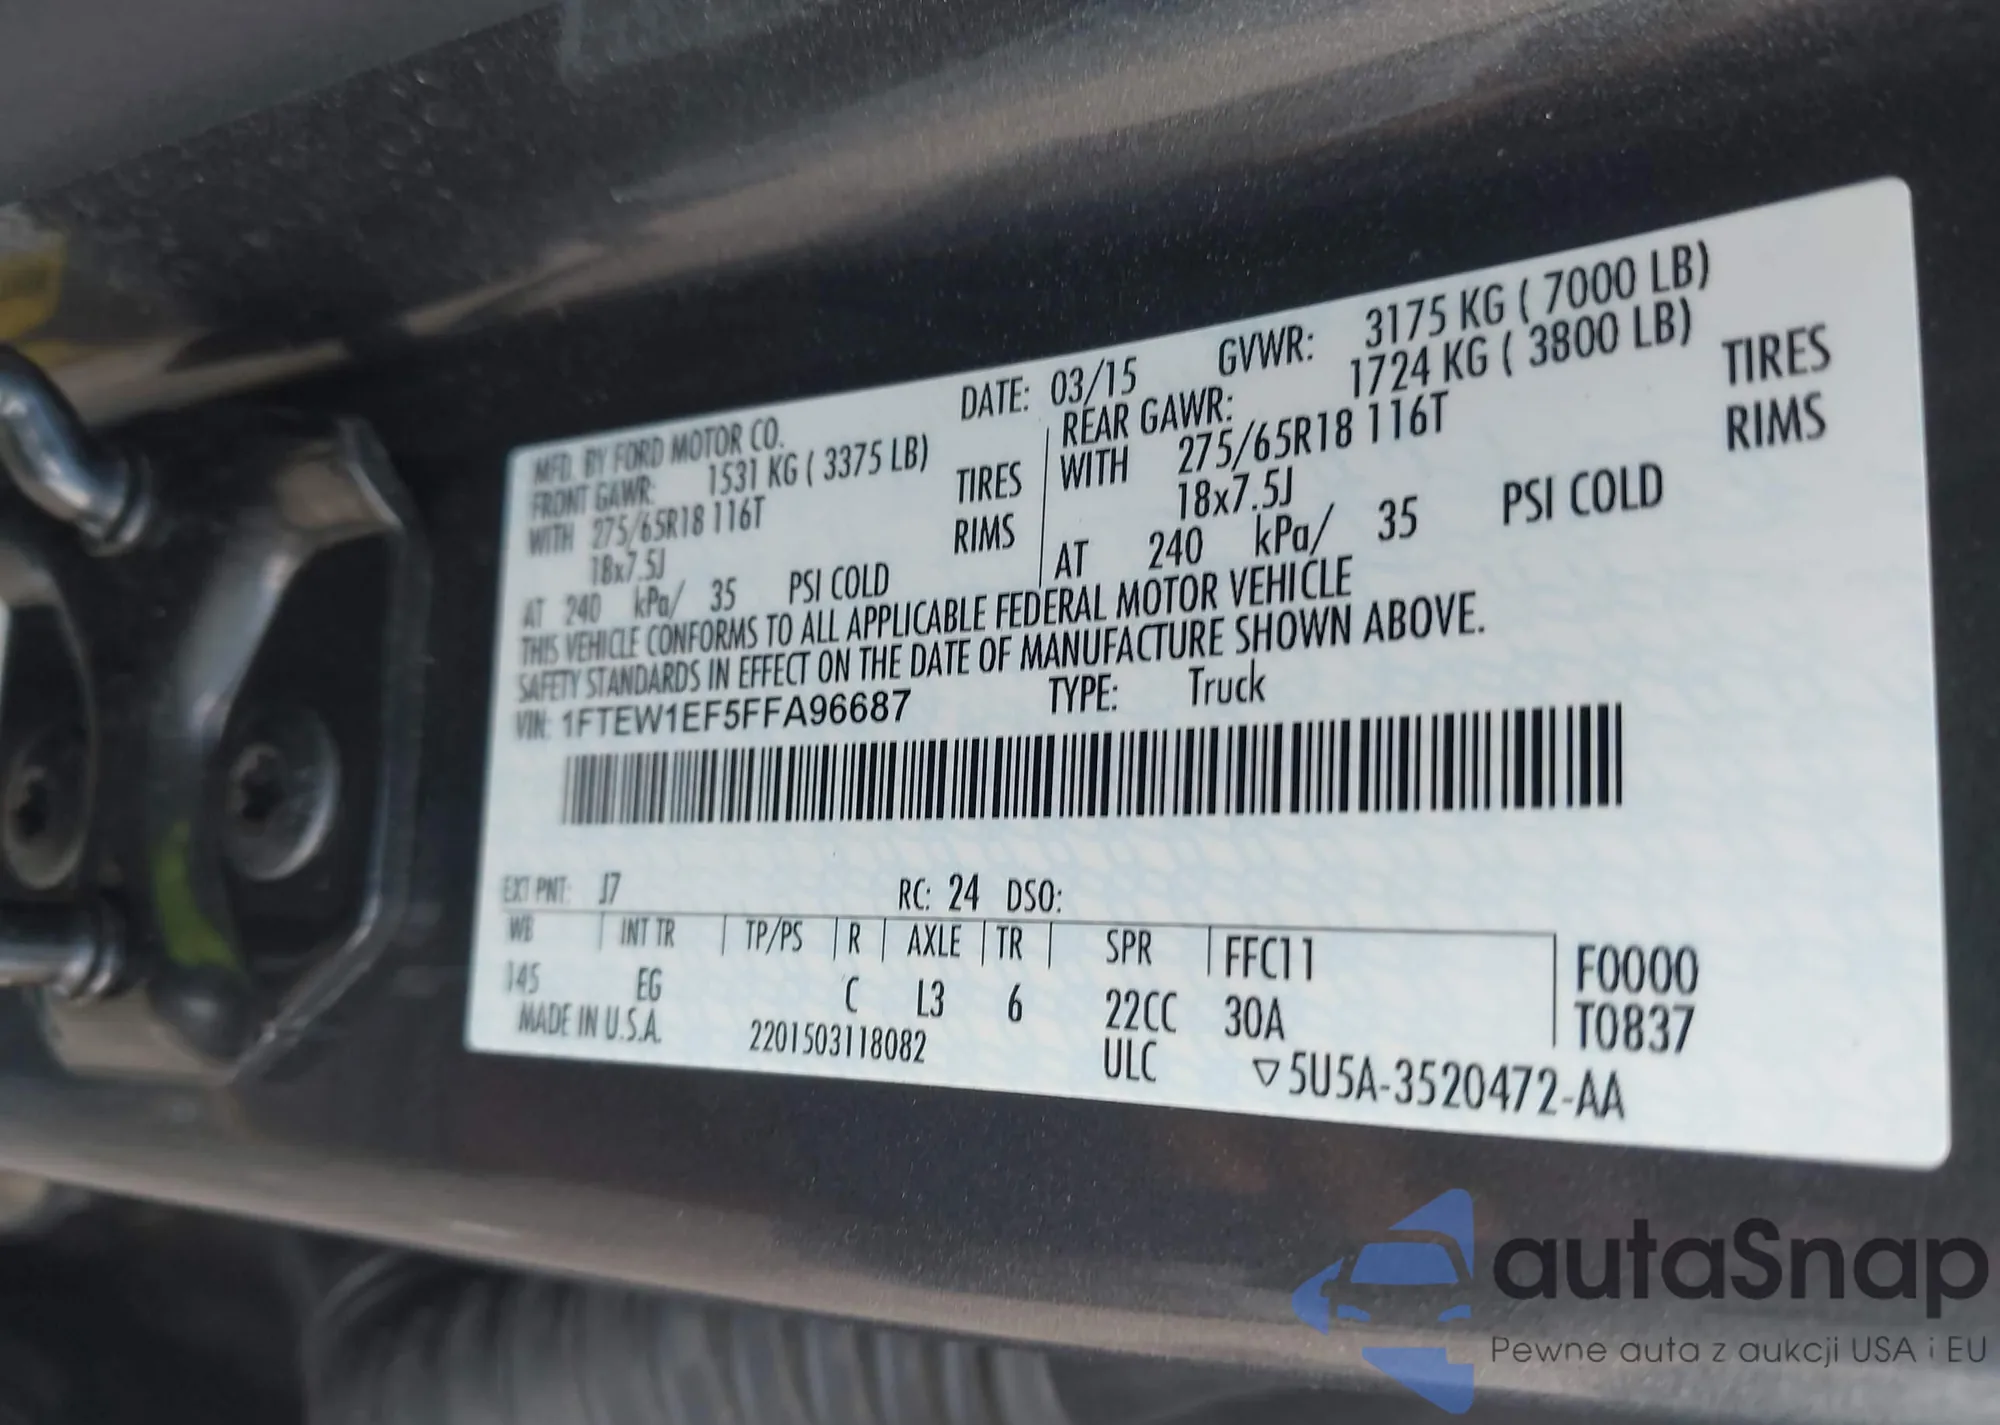 MFD. BY FORD MOTOR CO. DATE: 03/15 GVWR: 3175 KG ( 7000 LB)
FRONT GAWR: 1531 KG ( 3375 LB) REAR GAWR: 1724 KG ( 3800 LB)
WITH 275/65R18 116T TIRES WITH 275/65R18 116T TIRES
18x7.5J RIMS 18x7.5J RIMS
AT 240 kPa/ 35 PSI COLD AT 240 kPa/ 35 PSI COLD
THIS VEHICLE CONFORMS TO ALL APPLICABLE FEDERAL MOTOR VEHICLE
SAFETY STANDARDS IN EFFECT ON THE DATE OF MANUFACTURE SHOWN ABOVE.
VIN: 1FTEW1EF5FFA96687 TYPE: Truck
EXT PNT: J7 RC: 24 DSO:
WB INT TR TP/PS R AXLE TR SPR FFC11 F0000
145 EG C L3 6 22CC 30A T0837
MADE IN U.S.A. 2201503118082 ULC ▽5U5A-3520472-AA
autaSnap
Pewne auta z aukcji USA i EU